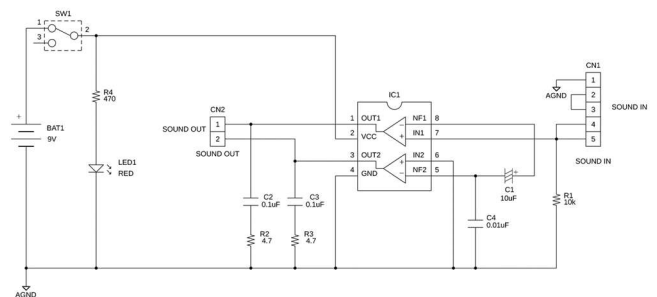 SW1
1
2
3
R4
470
+
BAT1
9V
LED1
RED
AGND
CN2
1
2
SOUND OUT
SOUND OUT
C2
0.1uF
C3
0.1uF
R2
4.7
R3
4.7
IC1
1 OUT1 NF1 8
2 VCC IN1 7
3 OUT2 IN2 6
4 GND NF2 5
−
+
+
−
+
C1
10uF
C4
0.01uF
R1
10k
CN1
1
2
3
4
5
AGND
SOUND IN
SOUND IN